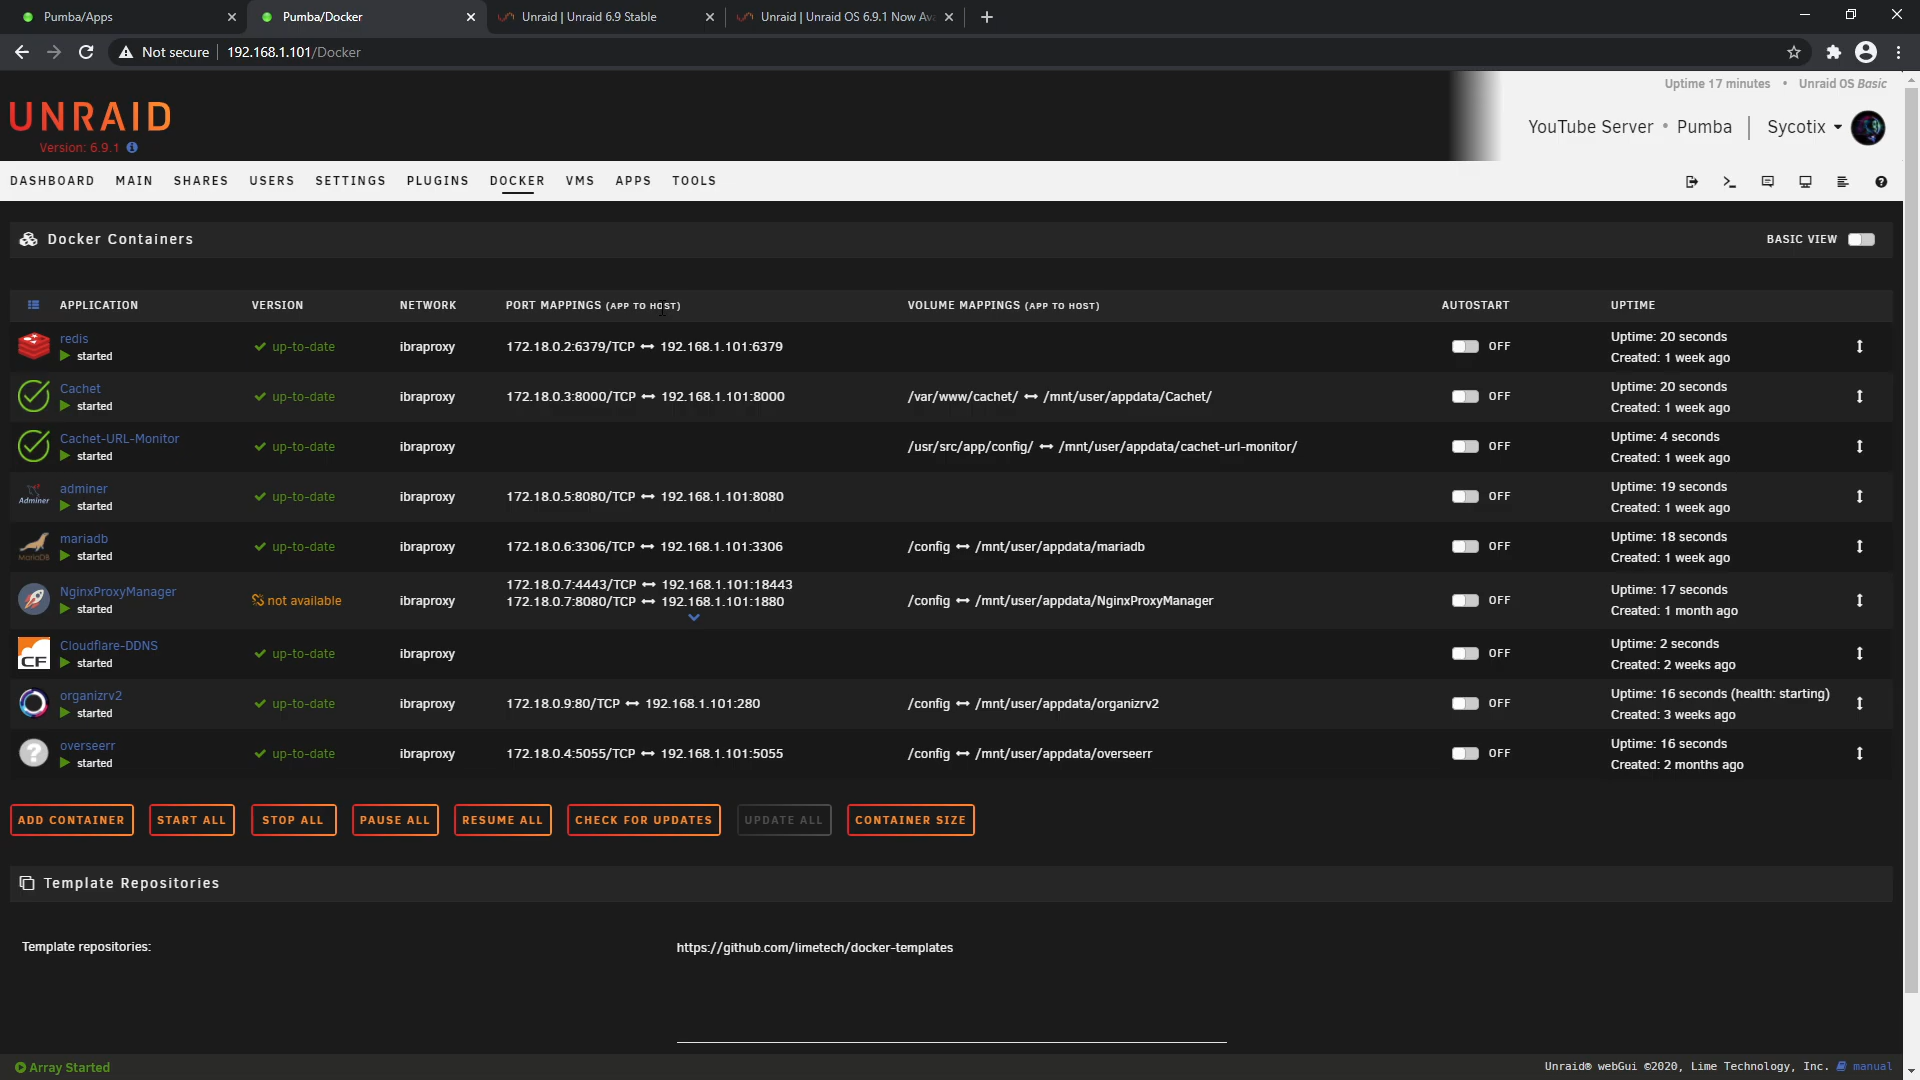 Pumba/Apps
Pumba/Docker
Unraid | Unraid 6.9 Stable
Unraid | Unraid OS 6.9.1 Now Av
Not secure
192.168.1.101/Docker
Uptime 17 minutes • Unraid OS Basic
UNRAID
Version: 6.9.1
YouTube Server • Pumba | Sycotix
DASHBOARD MAIN SHARES USERS SETTINGS PLUGINS DOCKER VMS APPS TOOLS
Docker Containers
BASIC VIEW
APPLICATION VERSION NETWORK PORT MAPPINGS (APP TO HOST) VOLUME MAPPINGS (APP TO HOST) AUTOSTART UPTIME
redis
started
up-to-date
ibraproxy
172.18.0.2:6379/TCP ↔ 192.168.1.101:6379
OFF
Uptime: 20 seconds
Created: 1 week ago
Cachet
started
up-to-date
ibraproxy
172.18.0.3:8000/TCP ↔ 192.168.1.101:8000
/var/www/cachet/ ↔ /mnt/user/appdata/Cachet/
OFF
Uptime: 20 seconds
Created: 1 week ago
Cachet-URL-Monitor
started
up-to-date
ibraproxy
/usr/src/app/config/ ↔ /mnt/user/appdata/cachet-url-monitor/
OFF
Uptime: 4 seconds
Created: 1 week ago
Adminer
adminer
started
up-to-date
ibraproxy
172.18.0.5:8080/TCP ↔ 192.168.1.101:8080
OFF
Uptime: 19 seconds
Created: 1 week ago
MariaDB
mariadb
started
up-to-date
ibraproxy
172.18.0.6:3306/TCP ↔ 192.168.1.101:3306
/config ↔ /mnt/user/appdata/mariadb
OFF
Uptime: 18 seconds
Created: 1 week ago
NginxProxyManager
started
not available
ibraproxy
172.18.0.7:4443/TCP ↔ 192.168.1.101:18443
172.18.0.7:8080/TCP ↔ 192.168.1.101:1880
/config ↔ /mnt/user/appdata/NginxProxyManager
OFF
Uptime: 17 seconds
Created: 1 month ago
CF
Cloudflare-DDNS
started
up-to-date
ibraproxy
OFF
Uptime: 2 seconds
Created: 2 weeks ago
organizrv2
started
up-to-date
ibraproxy
172.18.0.9:80/TCP ↔ 192.168.1.101:280
/config ↔ /mnt/user/appdata/organizrv2
OFF
Uptime: 16 seconds (health: starting)
Created: 3 weeks ago
overseerr
started
up-to-date
ibraproxy
172.18.0.4:5055/TCP ↔ 192.168.1.101:5055
/config ↔ /mnt/user/appdata/overseerr
OFF
Uptime: 16 seconds
Created: 2 months ago
ADD CONTAINER START ALL STOP ALL PAUSE ALL RESUME ALL CHECK FOR UPDATES UPDATE ALL CONTAINER SIZE
Template Repositories
Template repositories:
https://github.com/limetech/docker-templates
Array Started
Unraid® webGui ©2020, Lime Technology, Inc. manual